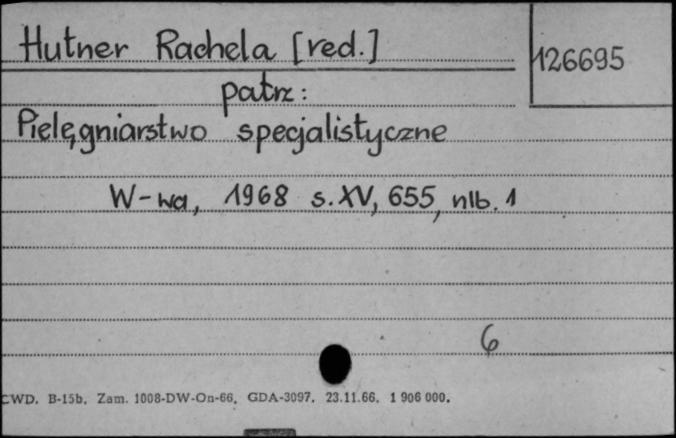 Hutner Rachela [red.]
126695
patrz:
Pielęgniarstwo specjalistyczne
W-wa, 1968 s. XV, 655, nlb. 1
6
CWD. B-15b. Zam. 1008-DW-On-66. GDA-3097. 23.11.66. 1 906 000.